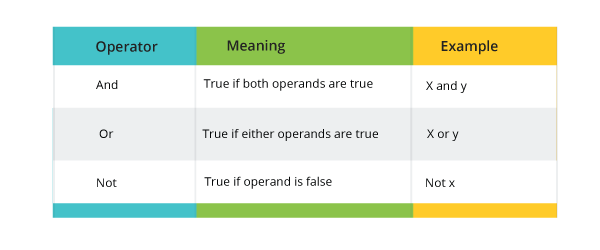 Operator Meaning Example
And True if both operands are true X and y
Or True if either operands are true X or y
Not True if operand is false Not x